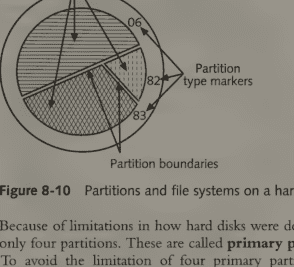 06
Partition
82
type markers
83
Partition boundaries
Figure 8-10 Partitions and file systems on a har
Because of limitations in how hard disks were de
only four partitions. These are called primary p
To avoid the limitation of four primary parti